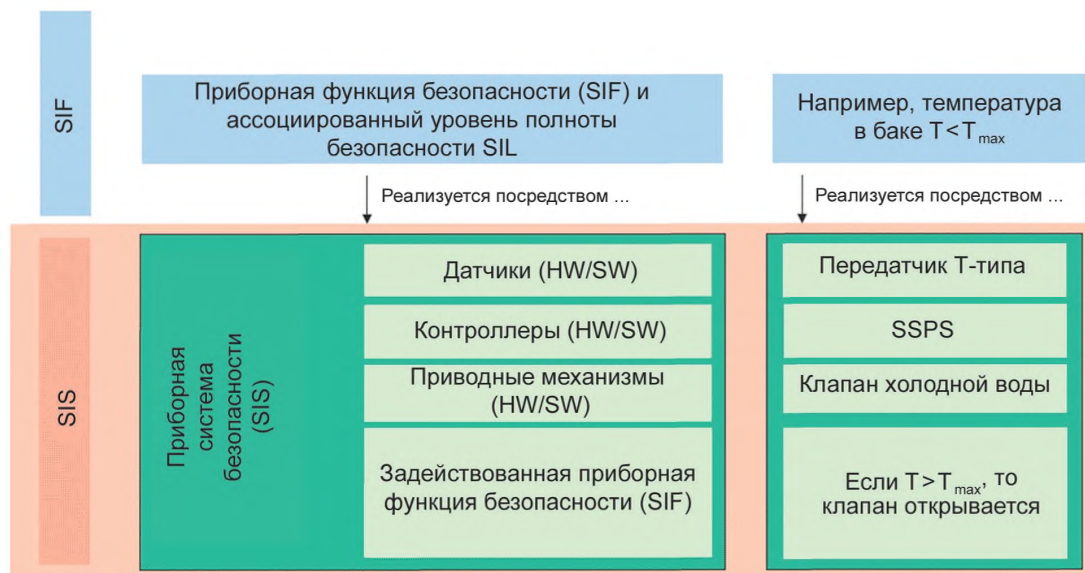 SIF
Приборная функция безопасности (SIF) и
ассоциированный уровень полноты
безопасности SIL
Например, температура
в баке T < Tmax
Реализуется посредством ...
Реализуется посредством ...
SIS
Приборная
система
безопасности
(SIS)
Датчики (HW/SW)
Контроллеры (HW/SW)
Приводные механизмы
(HW/SW)
Задействованная приборная
функция безопасности (SIF)
Передатчик Т-типа
SSPS
Клапан холодной воды
Если T > Tmax, то
клапан открывается